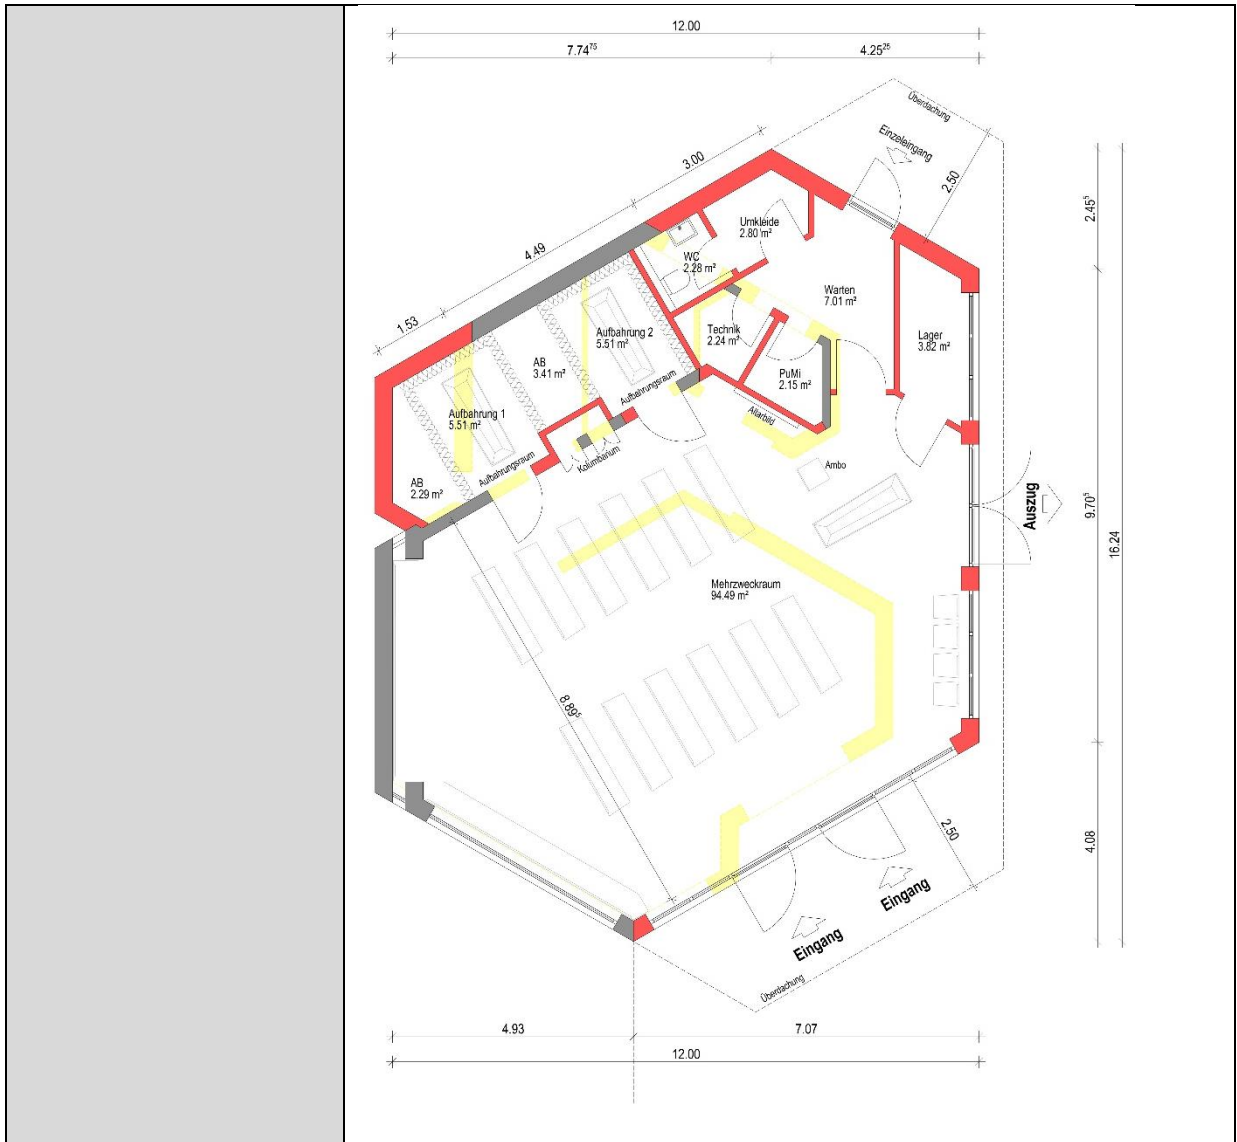 12.00
7.74⁷⁵
4.25²⁵
Überdachung
Einzeleingang
3.00
2.50
2.45⁵
Umkleide
2.80 m²
4.49
WC
2.28 m²
Warten
7.01 m²
1.53
Aufbahrung 2
5.51 m²
Technik
2.24 m²
Lager
3.82 m²
AB
3.41 m²
PuMi
2.15 m²
Aufbahrungsraum
Aufbahrung 1
5.51 m²
Altarbild
Kolumbarium
Aufbahrungsraum
Ambo
AB
2.29 m²
Auszug
9.70⁵
16.24
Mehrzweckraum
94.49 m²
8.89⁵
2.50
4.08
Eingang
Eingang
Überdachung
4.93
7.07
12.00